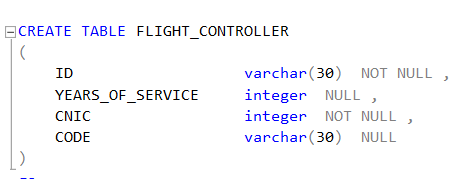 CREATE TABLE FLIGHT_CONTROLLER
(
ID varchar(30) NOT NULL ,
YEARS_OF_SERVICE integer NULL ,
CNIC integer NOT NULL ,
CODE varchar(30) NULL
)